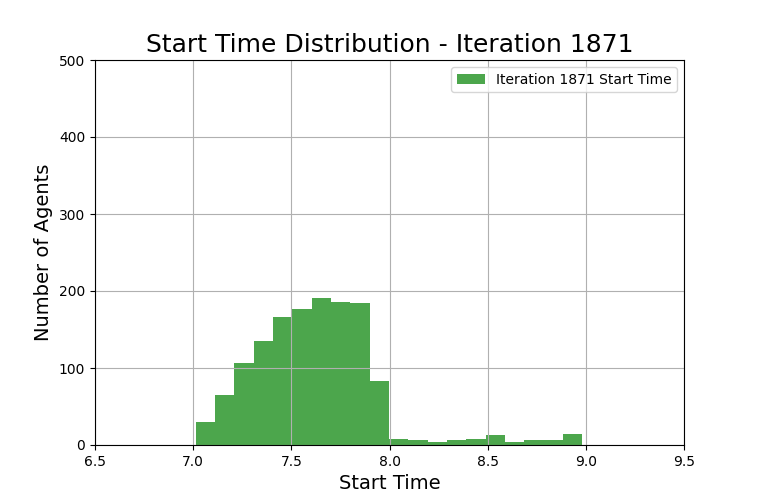 Start Time Distribution - Iteration 1871
Iteration 1871 Start Time
Number of Agents
500
400
300
200
100
0
6.5 7.0 7.5 8.0 8.5 9.0 9.5
Start Time